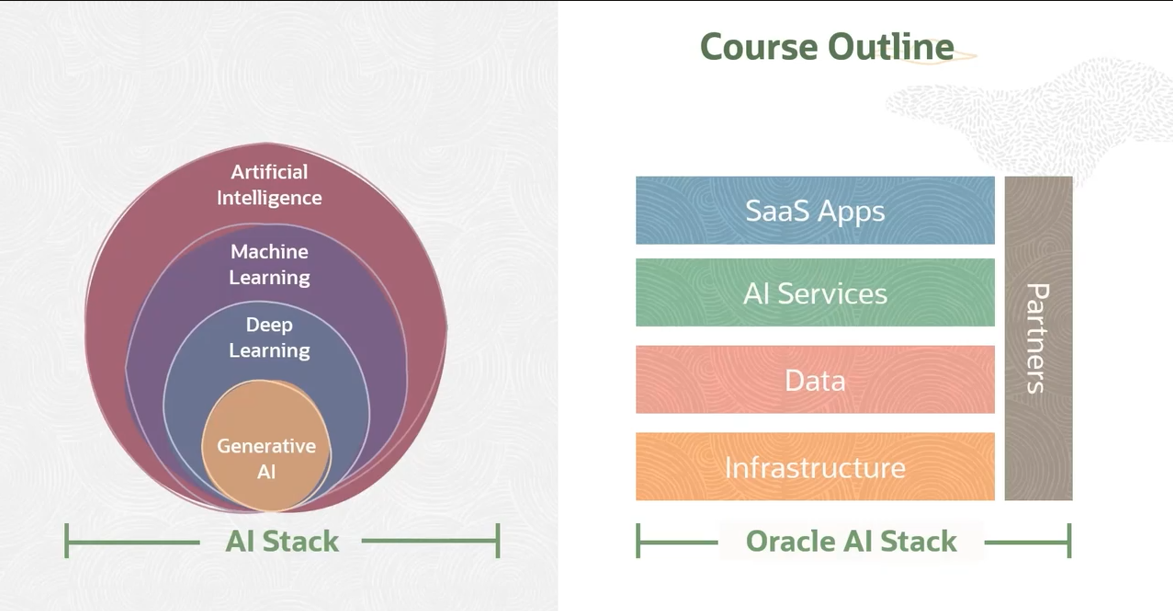 Course Outline
Artificial
Intelligence
Machine
Learning
Deep
Learning
Generative
AI
AI Stack
SaaS Apps
AI Services
Data
Infrastructure
Partners
Oracle AI Stack